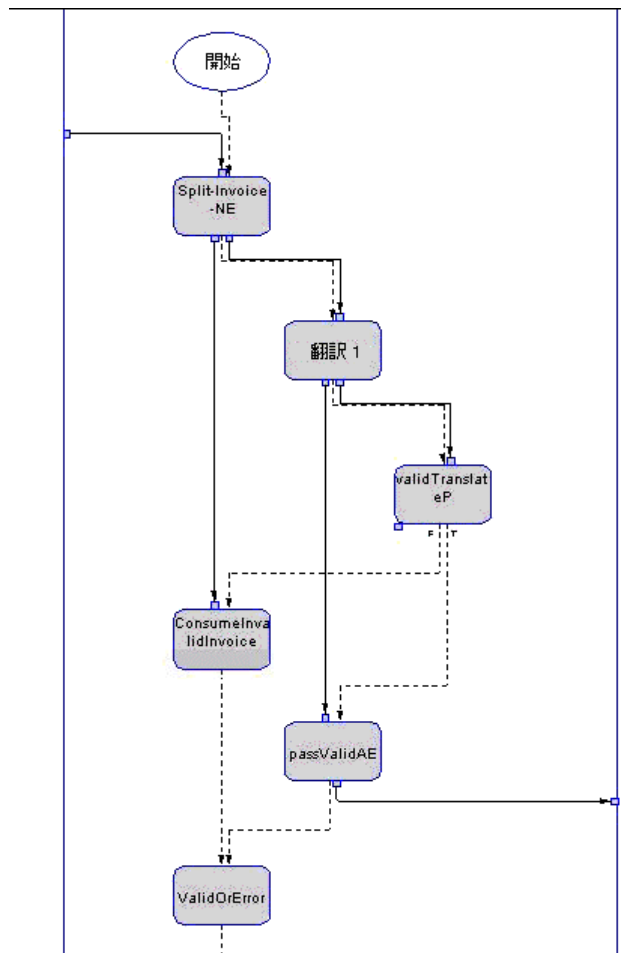 開始
Split-Invoice
-NE
翻訳 1
validTranslat
eP
F T
ConsumeInva
lidInvoice
passValidAE
ValidOrError